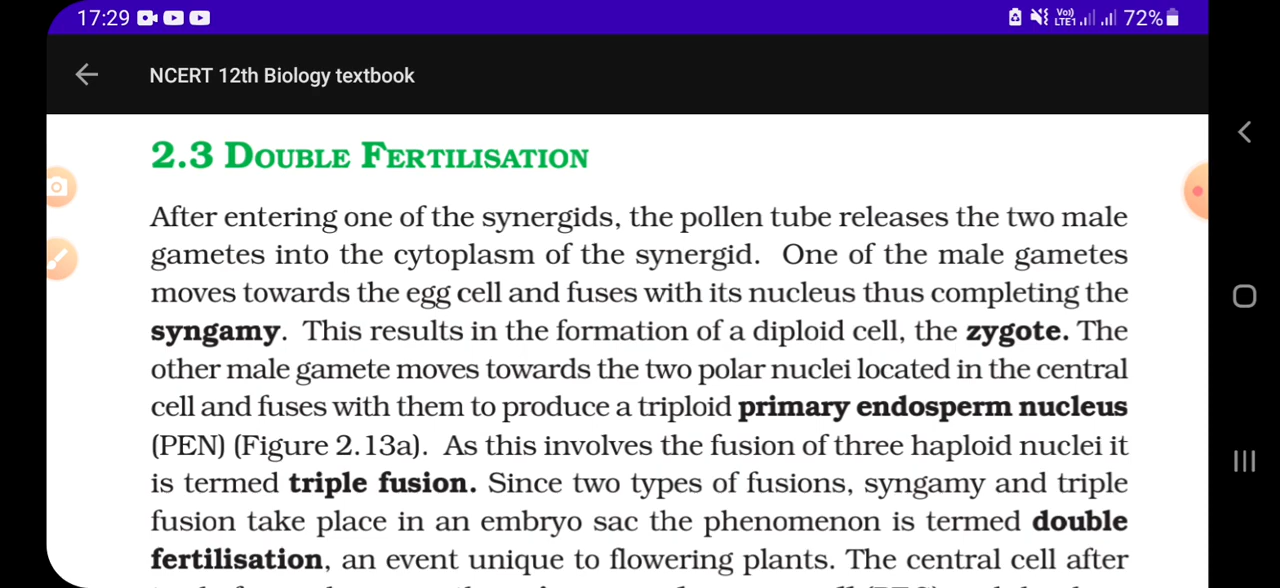 17:29
Vo))
LTE1
72%
NCERT 12th Biology textbook
2.3 DOUBLE FERTILISATION
After entering one of the synergids, the pollen tube releases the two male
gametes into the cytoplasm of the synergid. One of the male gametes
moves towards the egg cell and fuses with its nucleus thus completing the
syngamy. This results in the formation of a diploid cell, the zygote. The
other male gamete moves towards the two polar nuclei located in the central
cell and fuses with them to produce a triploid primary endosperm nucleus
(PEN) (Figure 2.13a). As this involves the fusion of three haploid nuclei it
is termed triple fusion. Since two types of fusions, syngamy and triple
fusion take place in an embryo sac the phenomenon is termed double
fertilisation, an event unique to flowering plants. The central cell after